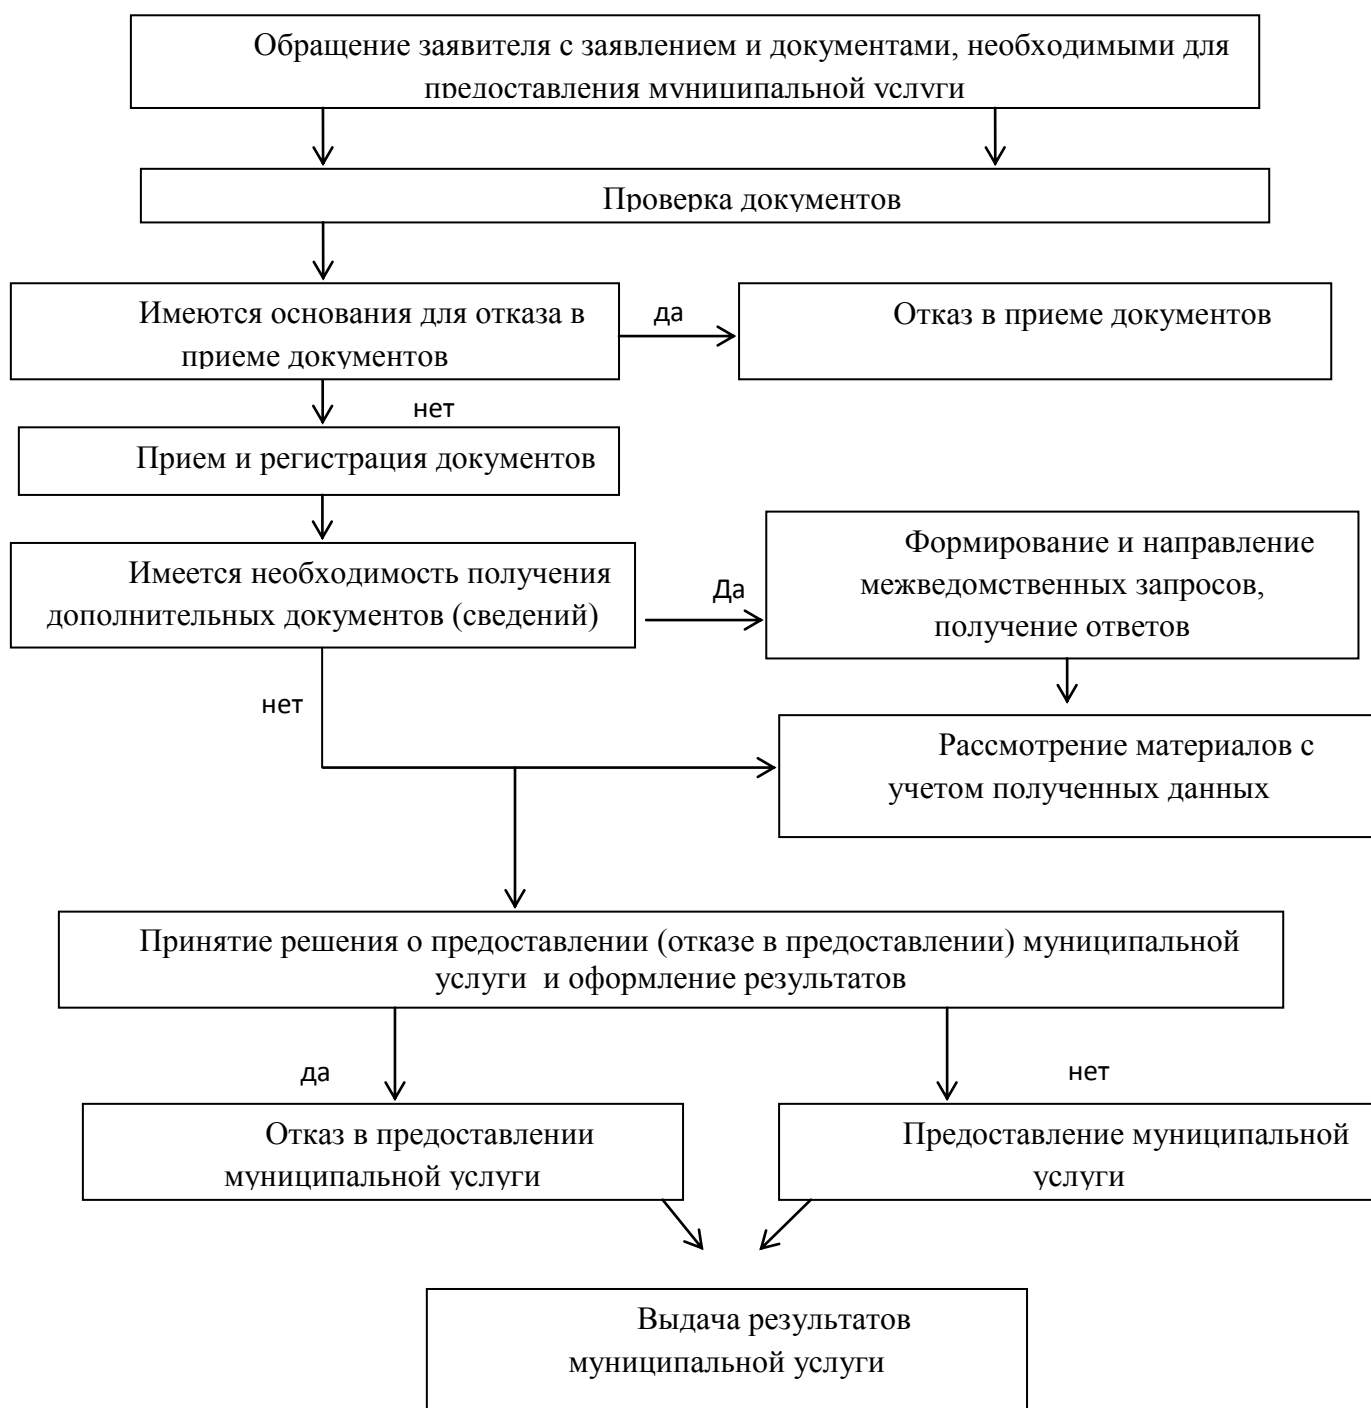 Обращение заявителя с заявлением и документами, необходимыми для
предоставления муниципальной услуги
Проверка документов
Имеются основания для отказа в
приеме документов
да
Отказ в приеме документов
нет
Прием и регистрация документов
Имеется необходимость получения
дополнительных документов (сведений)
Да
Формирование и направление
межведомственных запросов,
получение ответов
нет
Рассмотрение материалов с
учетом полученных данных
Принятие решения о предоставлении (отказе в предоставлении) муниципальной
услуги  и оформление результатов
да
нет
Отказ в предоставлении
муниципальной услуги
Предоставление муниципальной
услуги
Выдача результатов
муниципальной услуги